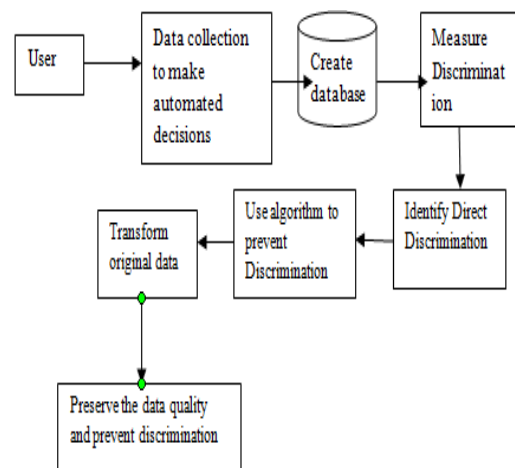 User
Data collection
to make
automated
decisions
Create
database
Measure
Discriminat
ion
Identify Direct
Discrimination
Use algorithm to
prevent
Discrimination
Transform
original data
Preserve the data quality
and prevent discrimination